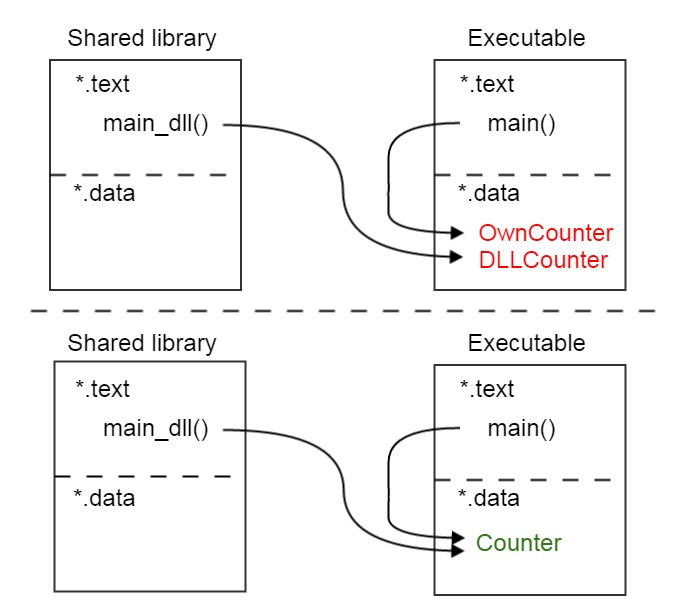 Shared library
*.text
main_dll()
*.data
Executable
*.text
main()
*.data
OwnCounter
DLLCounter
Shared library
*.text
main_dll()
*.data
Executable
*.text
main()
*.data
Counter